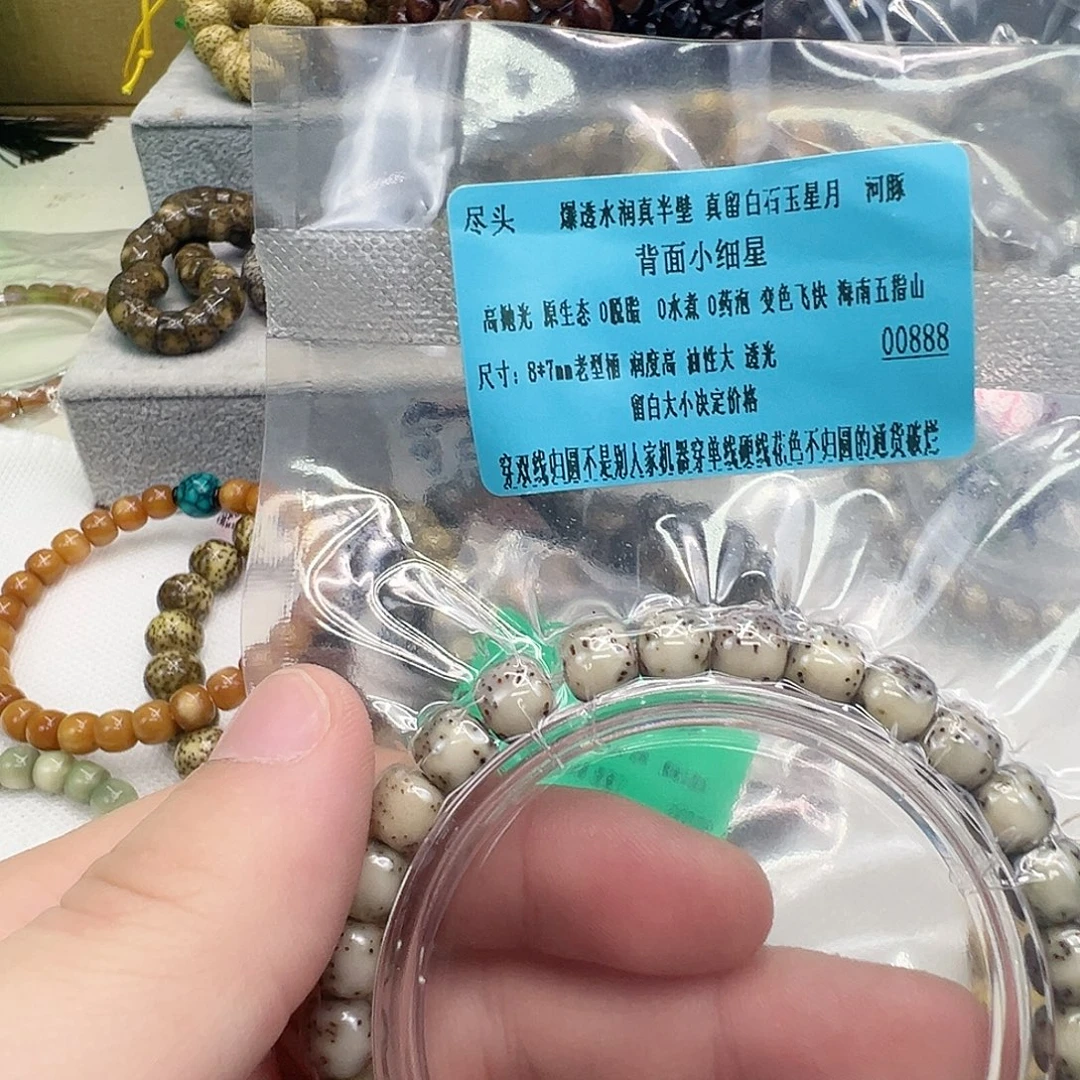 尽头 爆透水润真半壁 真留白石玉星月 河豚
背面小细星
高抛光 原生态 0脱脂 0水煮 0药泡 变色飞快 海南五指山
00888
尺寸：8*7mm老型桶 润度高 油性大 透光
留白大小决定价格
穿双线归圆不是别人家机器穿单线硬线花色不归圆的通货破烂